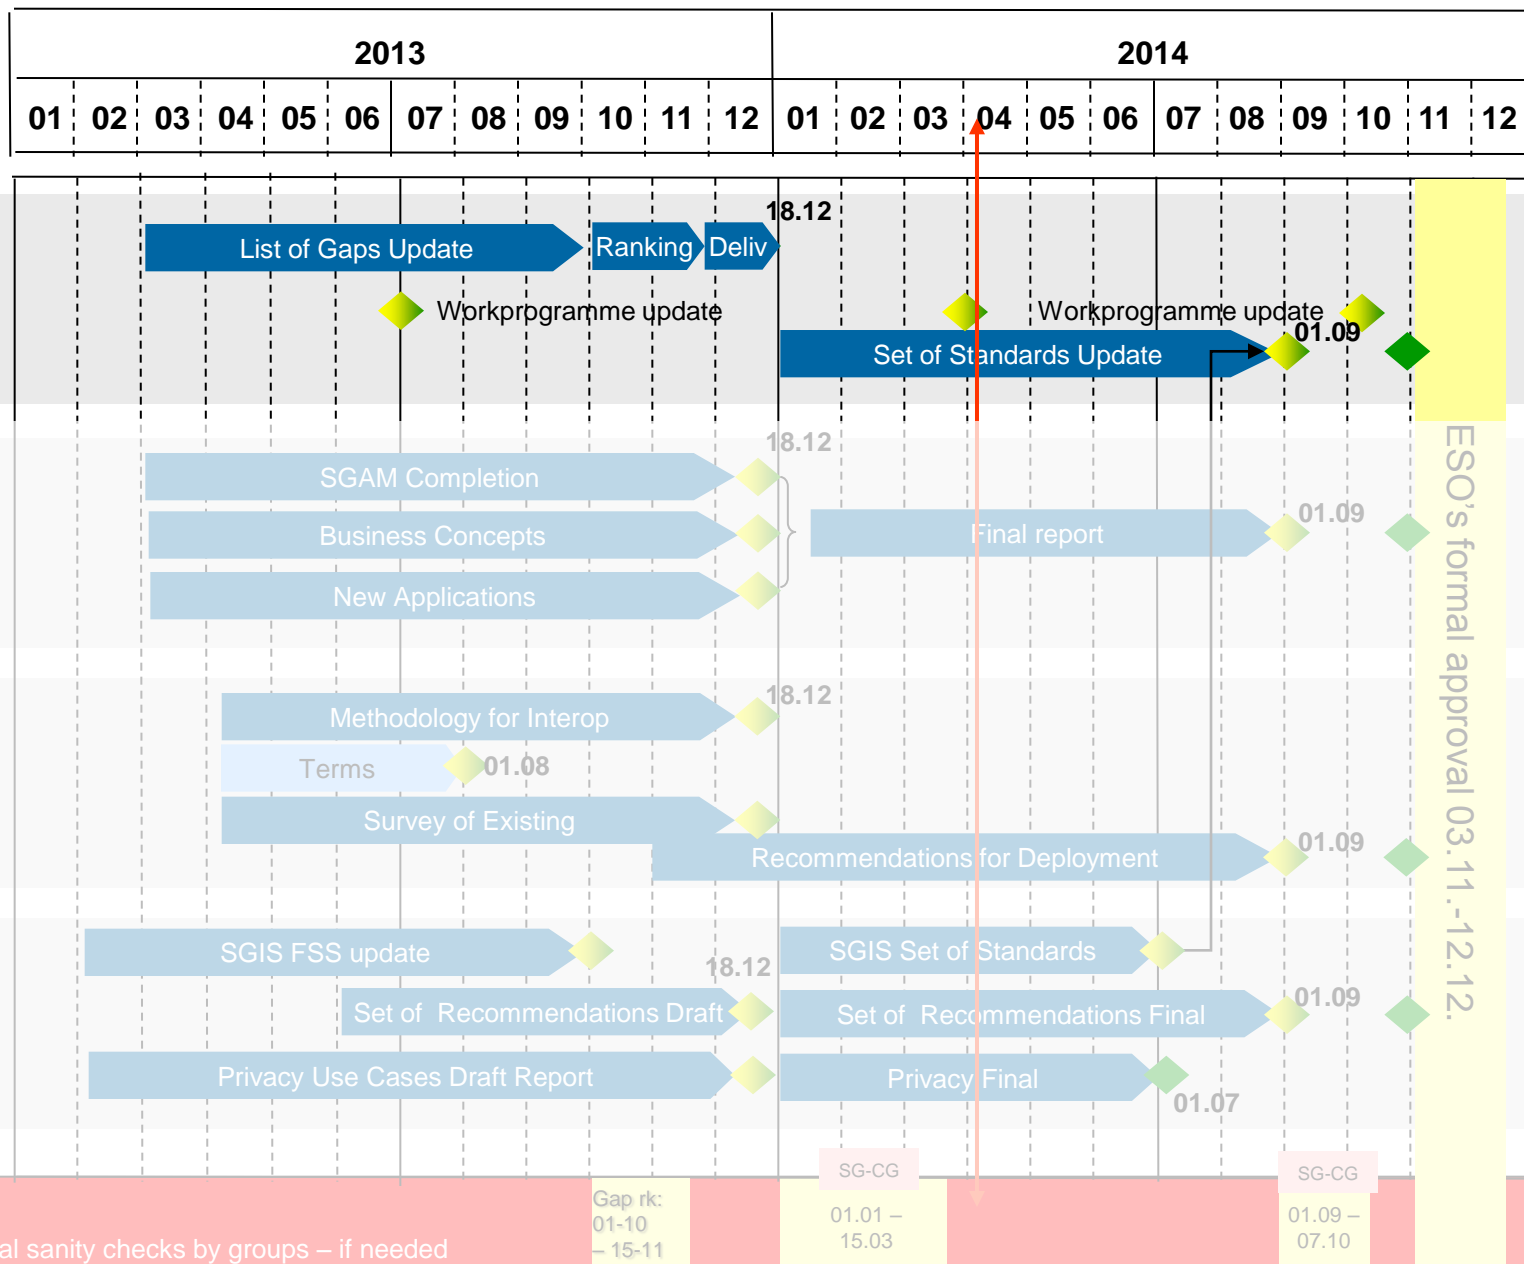 2013 2014
01 02 03 04 05 06 07 08 09 10 11 12 01 02 03 04 05 06 07 08 09 10 11 12
18.12
List of Gaps Update Ranking Deliv
Workprogramme update Workprogramme update
01.09
Set of Standards Update
18.12
SGAM Completion
01.09
Business Concepts Final report
New Applications
18.12
Methodology for Interop
Terms 01.08
Survey of Existing
01.09
Recommendations for Deployment
SGIS FSS update SGIS Set of Standards
18.12
01.09
Set of Recommendations Draft Set of Recommendations Final
Privacy Use Cases Draft Report Privacy Final
01.07
ESO's formal approval 03.11.-12.12.
SG-CG SG-CG
Gap rk:
01-10
– 15-11
01.01 –
15.03
01.09 –
07.10
al sanity checks by groups – if needed